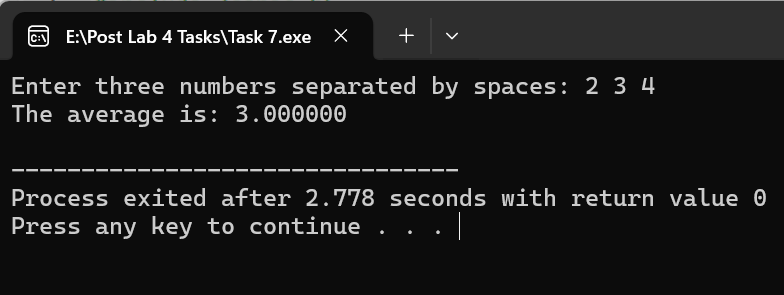 E:\Post Lab 4 Tasks\Task 7.exe
Enter three numbers separated by spaces: 2 3 4
The average is: 3.000000
--------------------------------
Process exited after 2.778 seconds with return value 0
Press any key to continue . . .